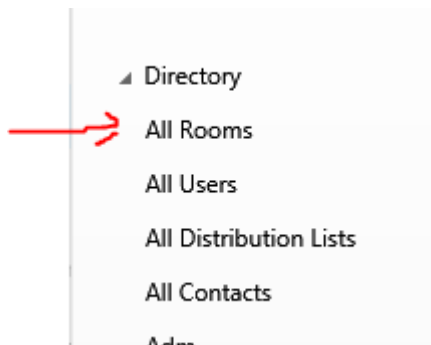 Directory
All Rooms
All Users
All Distribution Lists
All Contacts